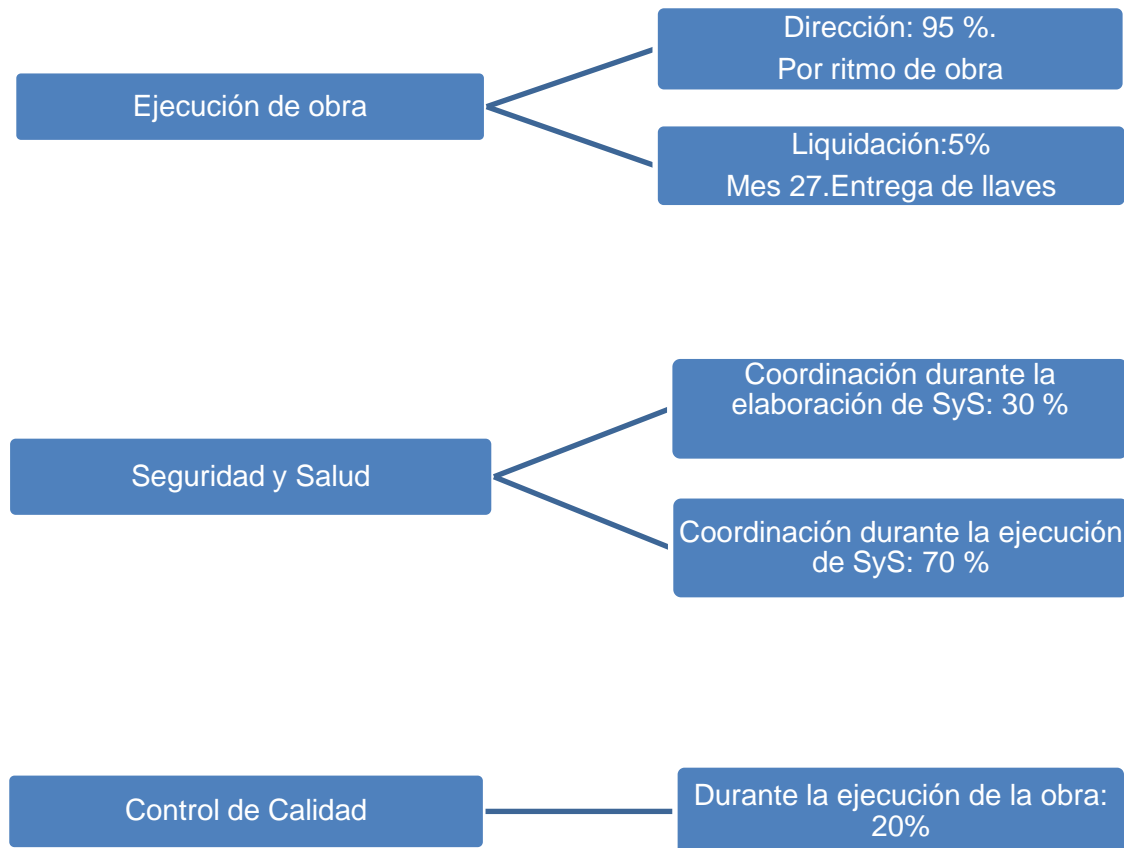 Ejecución de obra
Dirección: 95 %.
Por ritmo de obra
Liquidación:5%
Mes 27.Entrega de llaves
Seguridad y Salud
Coordinación durante la
elaboración de SyS: 30 %
Coordinación durante la ejecución
de SyS: 70 %
Control de Calidad
Durante la ejecución de la obra:
20%